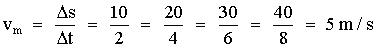 vₘ = Δs/Δt = 10/2 = 20/4 = 30/6 = 40/8 = 5 m / s